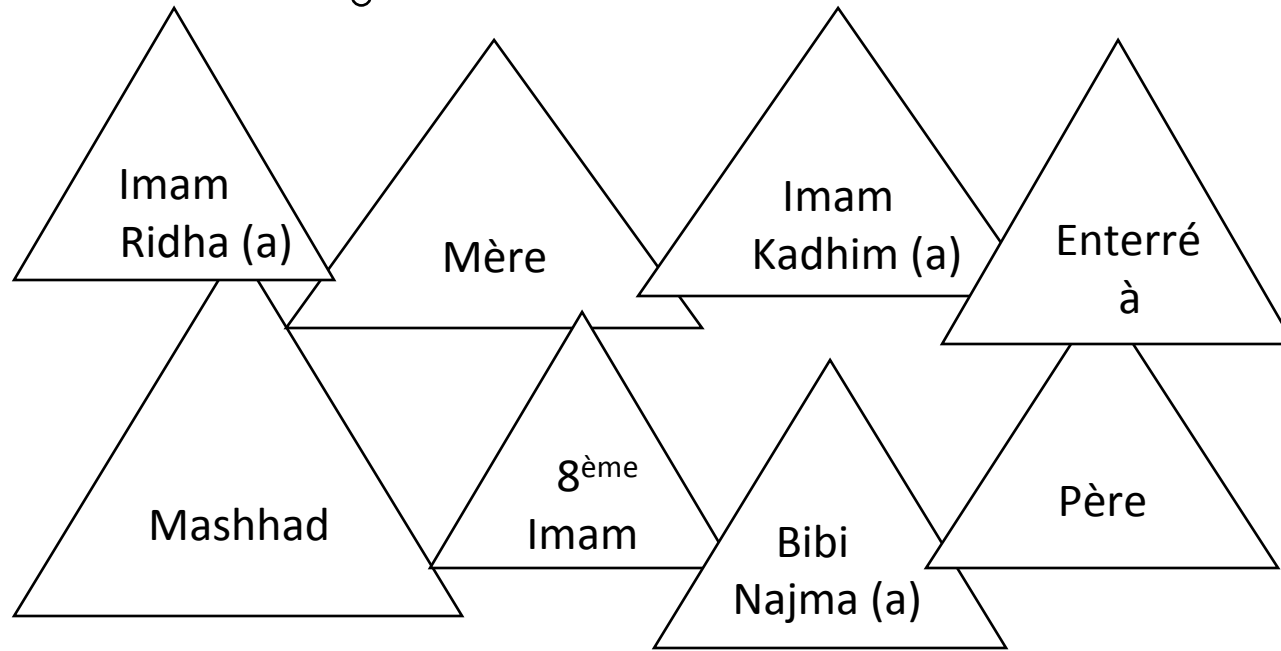 Imam
Ridha (a)
Mère
Imam
Kadhim (a)
Enterré
à
Mashhad
8ème
Imam
Bibi
Najma (a)
Père